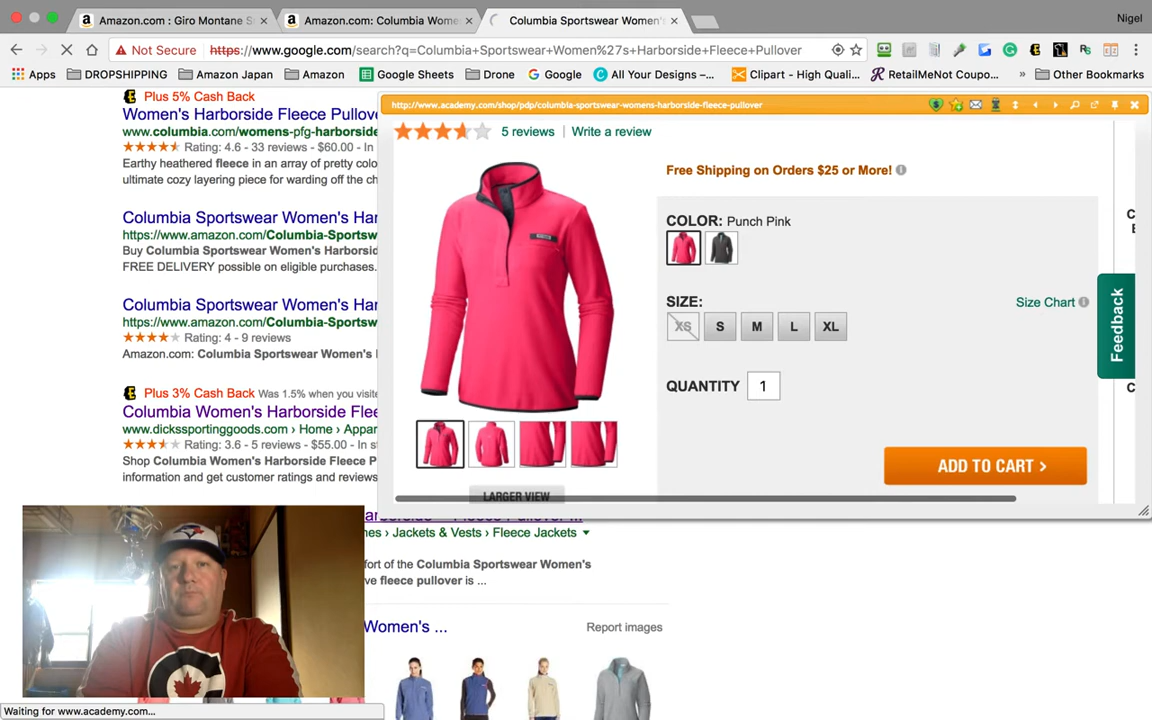 Amazon.com : Giro Montane S
Amazon.com: Columbia Wome
Columbia Sportswear Women's
Nigel
Not Secure
https://www.google.com/search?q=Columbia+Sportswear+Women%27s+Harborside+Fleece+Pullover
Apps
DROPSHIPPING
Amazon Japan
Amazon
Google Sheets
Drone
Google
All Your Designs –...
Clipart - High Quali...
RetailMeNot Coupo...
»
Other Bookmarks
Plus 5% Cash Back
Women's Harborside Fleece Pullove
www.columbia.com/womens-pfg-harborside
Rating: 4.6 - 33 reviews - $60.00 - In
Earthy heathered fleece in an array of pretty colo
ultimate cozy layering piece for warding off the ch
Columbia Sportswear Women's Har
https://www.amazon.com/Columbia-Sportsw
Buy Columbia Sportswear Women's Harborsid
FREE DELIVERY possible on eligible purchases.
Columbia Sportswear Women's Har
https://www.amazon.com/Columbia-Sportsw
Rating: 4 - 9 reviews
Amazon.com: Columbia Sportswear Women's
Plus 3% Cash Back Was 1.5% when you visite
Columbia Women's Harborside Flee
www.dickssportinggoods.com › Home › Appar
Rating: 3.6 - 5 reviews - $55.00 - In st
Shop Columbia Women's Harborside Fleece P
information and get customer ratings and reviews
http://www.academy.com/shop/pdp/columbia-sportswear-womens-harborside-fleece-pullover
5 reviews | Write a review
Free Shipping on Orders $25 or More!
COLOR: Punch Pink
SIZE:
Size Chart
XS S M L XL
QUANTITY 1
ADD TO CART ›
LARGER VIEW
Feedback
C
E
C
arborside™ Fleece Pullover ...
nes › Jackets & Vests › Fleece Jackets
fort of the Columbia Sportswear Women's
ve fleece pullover is ...
Women's ...
Report images
Waiting for www.academy.com...